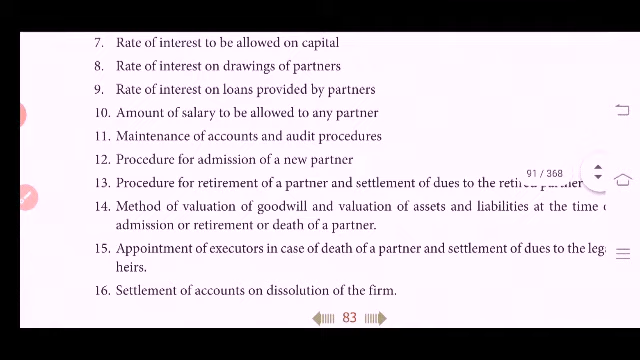 7. Rate of interest to be allowed on capital
8. Rate of interest on drawings of partners
9. Rate of interest on loans provided by partners
10. Amount of salary to be allowed to any partner
11. Maintenance of accounts and audit procedures
12. Procedure for admission of a new partner
91 / 368
13. Procedure for retirement of a partner and settlement of dues to the retired partner
14. Method of valuation of goodwill and valuation of assets and liabilities at the time
admission or retirement or death of a partner.
15. Appointment of executors in case of death of a partner and settlement of dues to the
heirs.
16. Settlement of accounts on dissolution of the firm.
83